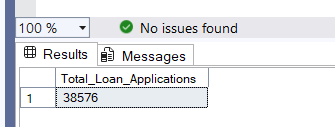 100 %
No issues found
Results
Messages
Total_Loan_Applications
1
38576